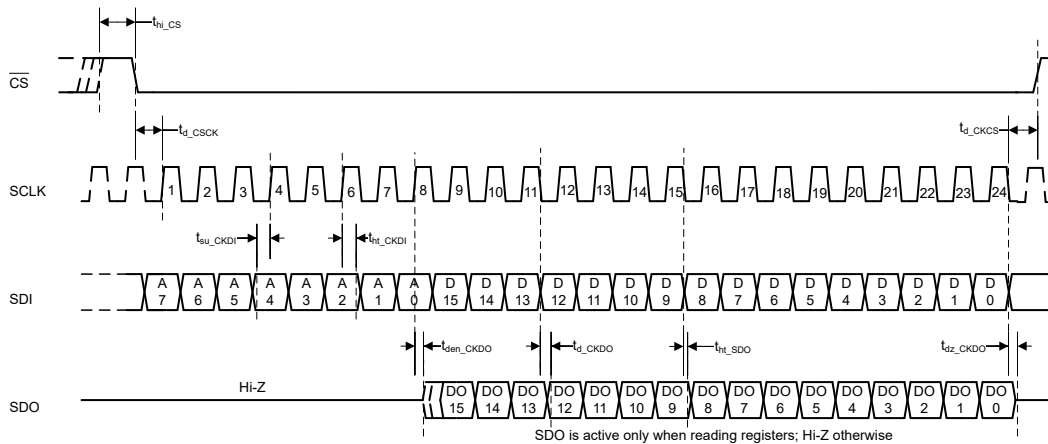 t_hi_CS
CS
t_d_CSCK
t_d_CKCS
SCLK
1 2 3 4 5 6 7 8 9 10 11 12 13 14 15 16 17 18 19 20 21 22 23 24
t_su_CKDI
t_ht_CKDI
SDI
A A A A A A A A D D D D D D D D D D D D D D D D
7 6 5 4 3 2 1 0 15 14 13 12 11 10 9 8 7 6 5 4 3 2 1 0
t_den_CKDO
t_d_CKDO
t_ht_SDO
t_dz_CKDO
Hi-Z
SDO
DO DO DO DO DO DO DO DO DO DO DO DO DO DO DO DO
15 14 13 12 11 10 9 8 7 6 5 4 3 2 1 0
SDO is active only when reading registers; Hi-Z otherwise